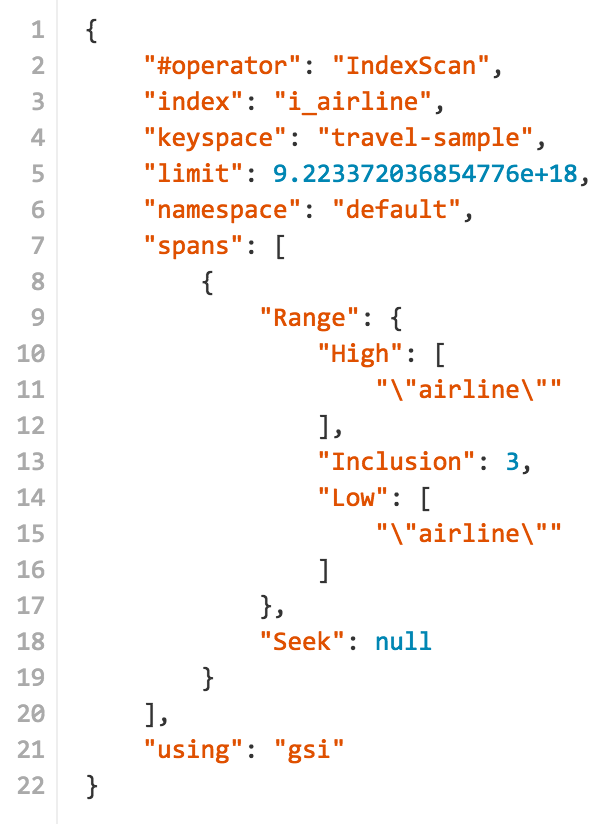 1 {
2     "#operator": "IndexScan",
3     "index": "i_airline",
4     "keyspace": "travel-sample",
5     "limit": 9.223372036854776e+18,
6     "namespace": "default",
7     "spans": [
8         {
9             "Range": {
10                 "High": [
11                     "\"airline\""
12                 ],
13                 "Inclusion": 3,
14                 "Low": [
15                     "\"airline\""
16                 ]
17             },
18             "Seek": null
19         }
20     ],
21     "using": "gsi"
22 }